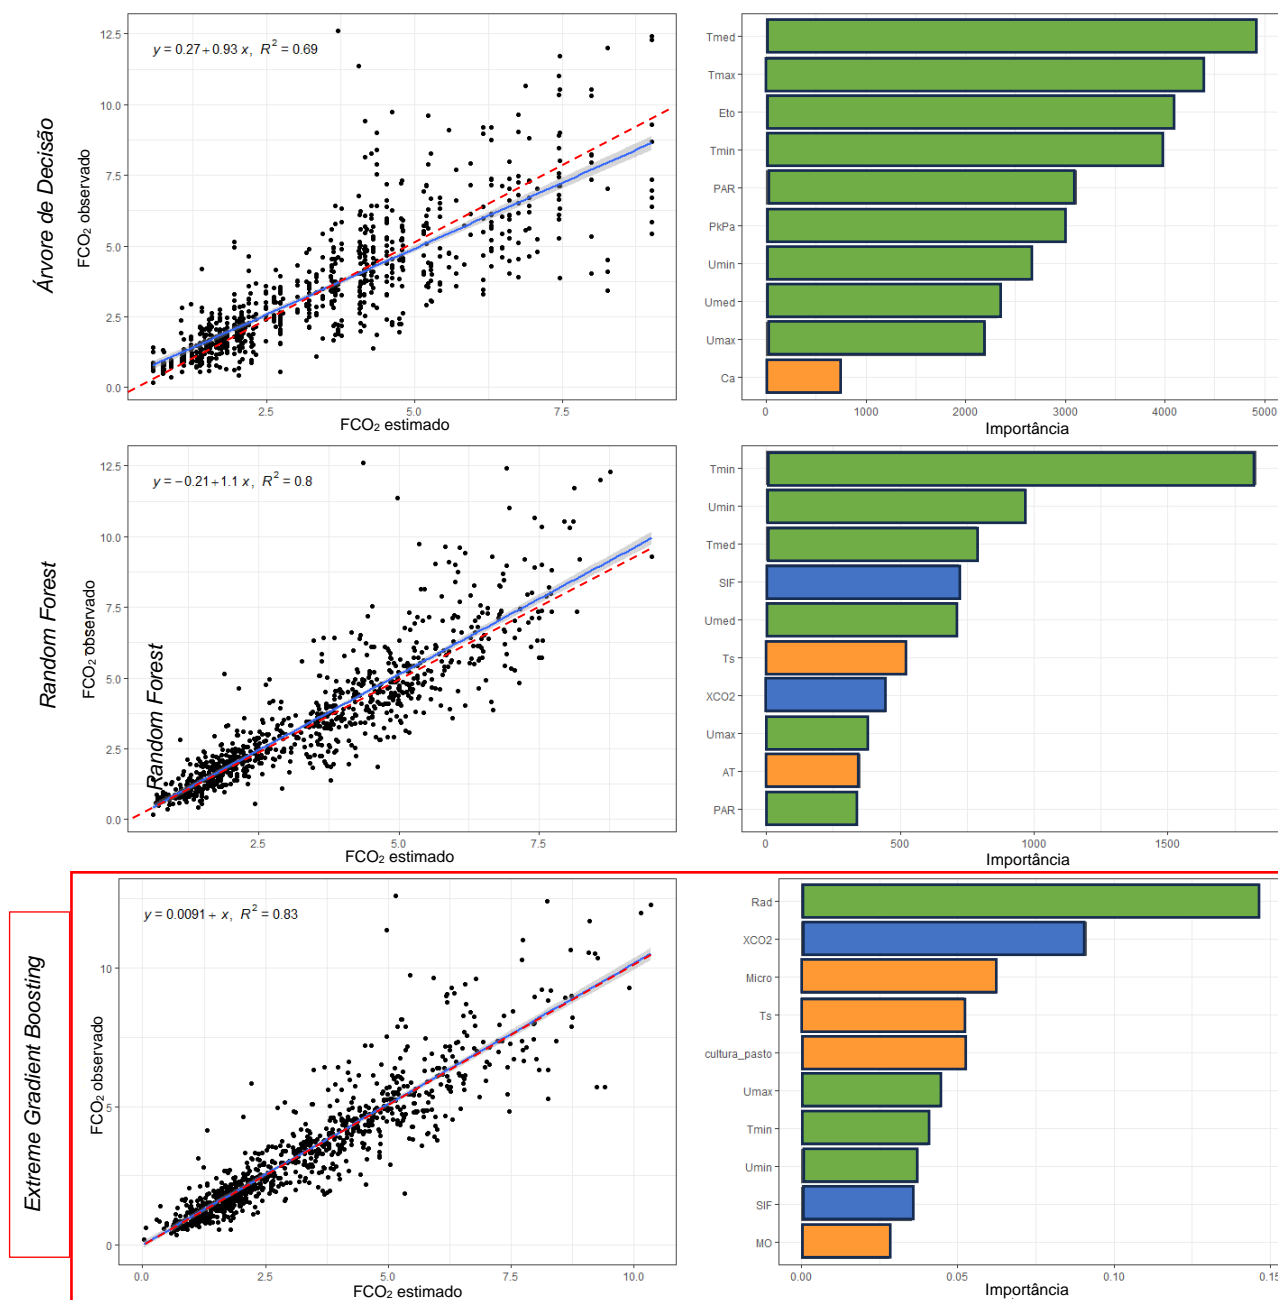 Árvore de Decisão
y = 0.27 + 0.93 x, R² = 0.69
FCO₂ observado
12.5
10.0
7.5
5.0
2.5
0.0
2.5 5.0 7.5
FCO₂ estimado
Tmed
Tmax
Eto
Tmin
PAR
PkPa
Umin
Umed
Umax
Ca
0 1000 2000 3000 4000 5000
Importância
Random Forest
y = −0.21 + 1.1 x, R² = 0.8
FCO₂ observado
12.5
10.0
7.5
5.0
2.5
0.0
Random Forest
2.5 5.0 7.5
FCO₂ estimado
Tmin
Umin
Tmed
SIF
Umed
Ts
XCO2
Umax
AT
PAR
0 500 1000 1500
Importância
Extreme Gradient Boosting
y = 0.0091 + x, R² = 0.83
FCO₂ observado
10
5
0
0.0 2.5 5.0 7.5 10.0
FCO₂ estimado
Rad
XCO2
Micro
Ts
cultura_pasto
Umax
Tmin
Umin
SIF
MO
0.00 0.05 0.10 0.15
Importância